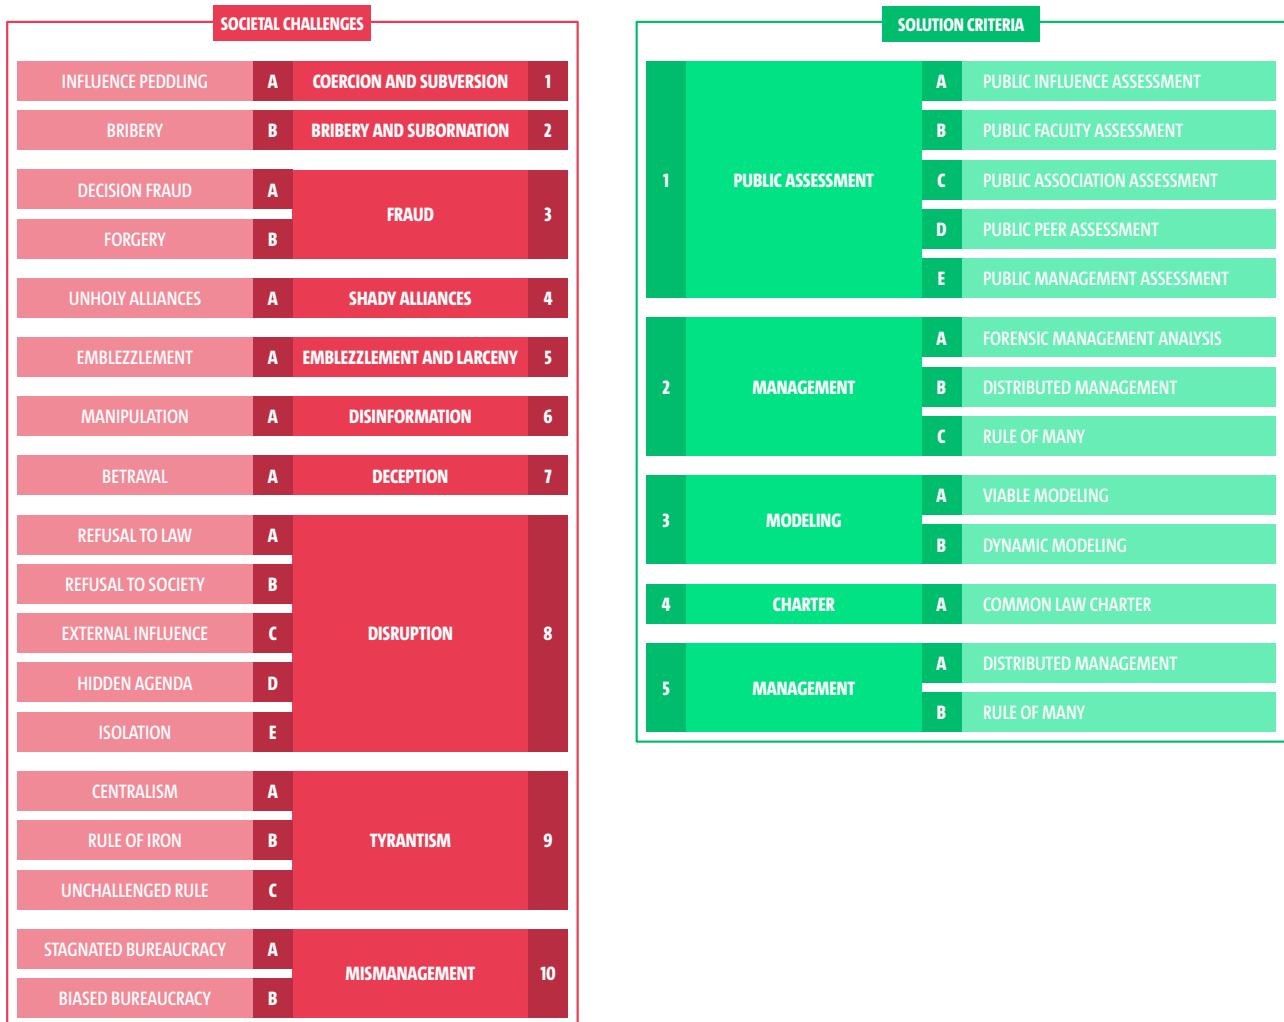 SOCIETAL CHALLENGES
INFLUENCE PEDDLING A COERCION AND SUBVERSION 1
BRIBERY B BRIBERY AND SUBORNATION 2
DECISION FRAUD A
FRAUD 3
FORGERY B
UNHOLY ALLIANCES A SHADY ALLIANCES 4
EMBLEZZLEMENT A EMBLEZZLEMENT AND LARCENY 5
MANIPULATION A DISINFORMATION 6
BETRAYAL A DECEPTION 7
REFUSAL TO LAW A
REFUSAL TO SOCIETY B
EXTERNAL INFLUENCE C DISRUPTION 8
HIDDEN AGENDA D
ISOLATION E
CENTRALISM A
RULE OF IRON B TYRANTISM 9
UNCHALLENGED RULE C
STAGNATED BUREAUCRACY A
MISMANAGEMENT 10
BIASED BUREAUCRACY B
SOLUTION CRITERIA
A PUBLIC INFLUENCE ASSESSMENT
B PUBLIC FACULTY ASSESSMENT
1 PUBLIC ASSESSMENT C PUBLIC ASSOCIATION ASSESSMENT
D PUBLIC PEER ASSESSMENT
E PUBLIC MANAGEMENT ASSESSMENT
A FORENSIC MANAGEMENT ANALYSIS
2 MANAGEMENT B DISTRIBUTED MANAGEMENT
C RULE OF MANY
A VIABLE MODELING
3 MODELING
B DYNAMIC MODELING
4 CHARTER A COMMON LAW CHARTER
A DISTRIBUTED MANAGEMENT
5 MANAGEMENT
B RULE OF MANY